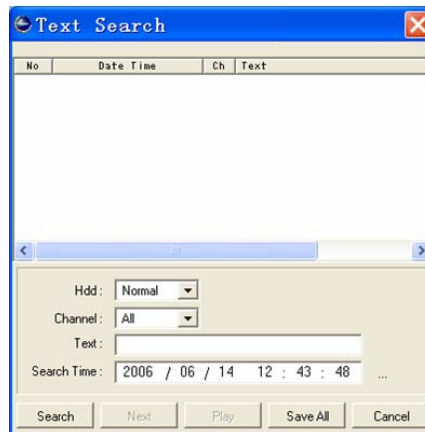 Text Search
No Date Time Ch Text
Hdd : Normal
Channel : All
Text :
Search Time : 2006 / 06 / 14 12 : 43 : 48 ...
Search Next Play Save All Cancel